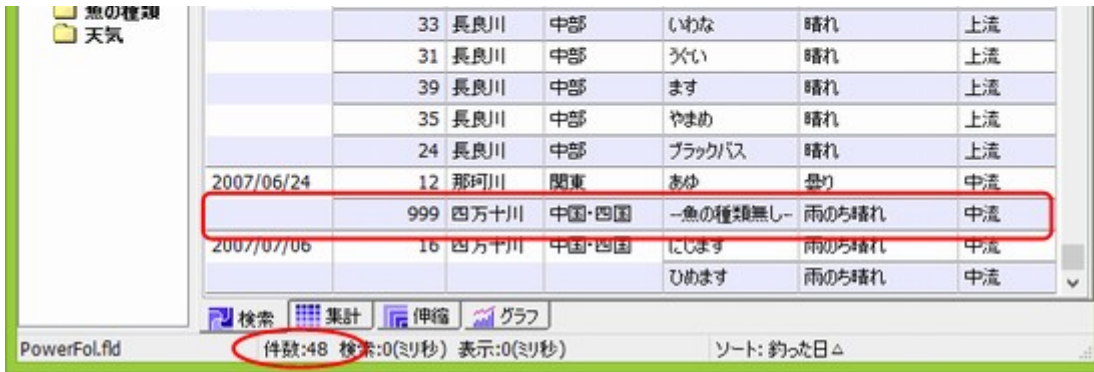 魚の種類
天気
33 長良川 中部 いわな 晴れ 上流
31 長良川 中部 うぐい 晴れ 上流
39 長良川 中部 ます 晴れ 上流
35 長良川 中部 やまめ 晴れ 上流
24 長良川 中部 ブラックバス 晴れ 上流
2007/06/24 12 那珂川 関東 あゆ 曇り 中流
999 四万十川 中国・四国 --魚の種類無し-- 雨のち晴れ 中流
2007/07/06 16 四万十川 中国・四国 にじます 雨のち晴れ 中流
ひめます 雨のち晴れ 中流
検索 集計 伸縮 グラフ
PowerFol.fld 件数:48 検索:0(ミリ秒) 表示:0(ミリ秒) ソート: 釣った日△